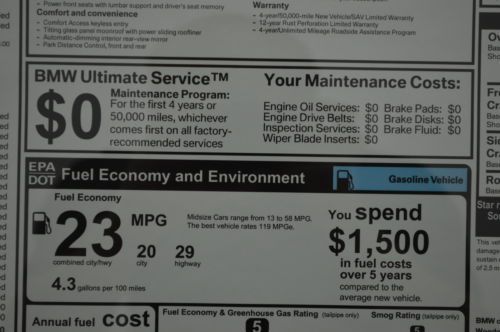 • Power front seats with lumbar support and driver's seat memory
Comfort and convenience
• Comfort Access keyless entry
• Tilting glass panel moonroof with power sliding roofliner
• Automatic-dimming interior rear-view mirror
• Park Distance Control, front and rear
Warranty
• 4-year/50,000-mile New Vehicle/SAV Limited Warranty
• 12-year Rust Perforation Limited Warranty
• 4-year/Unlimited Mileage Roadside Assistance Program
BMW Ultimate Service™
$0
Maintenance Program:
For the first 4 years or
50,000 miles, whichever
comes first on all factory-
recommended services
Your Maintenance Costs:
Engine Oil Services: $0 Brake Pads: $0
Engine Drive Belts: $0 Brake Disks: $0
Inspection Services: $0 Brake Fluid: $0
Wiper Blade Inserts: $0
EPA
DOT
Fuel Economy and Environment
Gasoline Vehicle
Fuel Economy
23 MPG
combined city/hwy
20
city
29
highway
4.3 gallons per 100 miles
Midsize Cars range from 13 to 58 MPG.
The best vehicle rates 119 MPGe.
You spend
$1,500
in fuel costs
over 5 years
compared to the
average new vehicle.
Annual fuel cost
Fuel Economy & Greenhouse Gas Rating (tailpipe only)
Smog Rating (tailpipe only)
5
5